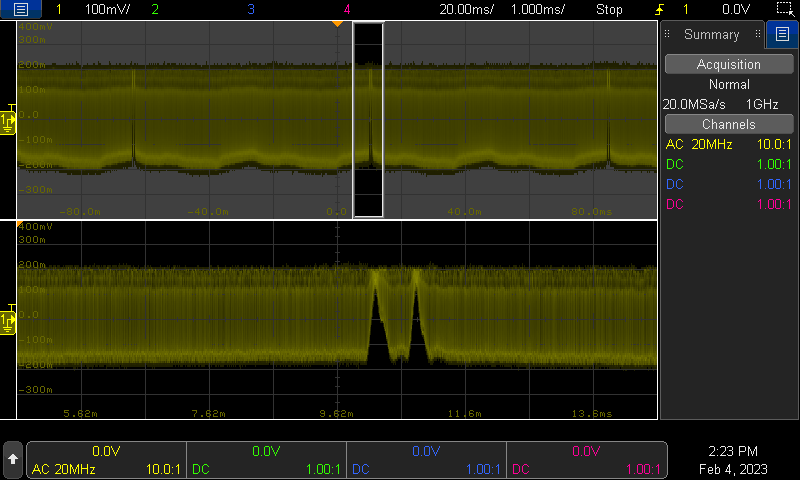 1 100mV/ 2 3 4 20.00ms/ 1.000ms/ Stop 1 0.0V
400mV
300m
200m
100m
0.0
-100m
-200m
-300m
-80.0m -40.0m 0.0 40.0m 80.0ms
400mV
300m
200m
100m
0.0
-100m
-200m
-300m
5.62m 7.62m 9.62m 11.6m 13.6ms
T
1
T
1
Summary
Acquisition
Normal
20.0MSa/s 1GHz
Channels
AC 20MHz 10.0:1
DC 1.00:1
DC 1.00:1
DC 1.00:1
0.0V 0.0V 0.0V 0.0V
AC 20MHz 10.0:1 DC 1.00:1 DC 1.00:1 DC 1.00:1
2:23 PM
Feb 4, 2023